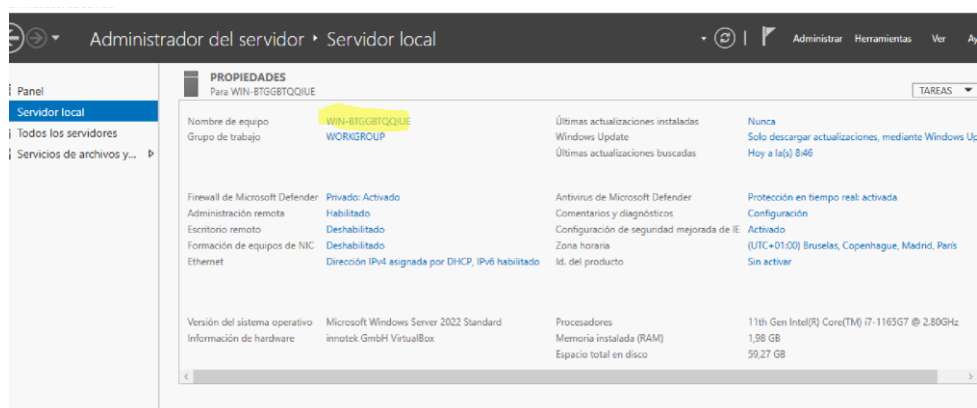 Administrador del servidor ‣ Servidor local
Administrar Herramientas Ver
Panel
Servidor local
Todos los servidores
Servicios de archivos y...
PROPIEDADES
Para WIN-BTGGBTQQIUE
TAREAS
Nombre de equipo WIN-BTGGBTQQIUE Últimas actualizaciones instaladas Nunca
Grupo de trabajo WORKGROUP Windows Update Solo descargar actualizaciones, mediante Windows Up
Últimas actualizaciones buscadas Hoy a la(s) 8:46
Firewall de Microsoft Defender Privado: Activado Antivirus de Microsoft Defender Protección en tiempo real: activada
Administración remota Habilitado Comentarios y diagnósticos Configuración
Escritorio remoto Deshabilitado Configuración de seguridad mejorada de IE Activado
Formación de equipos de NIC Deshabilitado Zona horaria (UTC+01:00) Bruselas, Copenhague, Madrid, París
Ethernet Dirección IPv4 asignada por DHCP, IPv6 habilitado Id. del producto Sin activar
Versión del sistema operativo Microsoft Windows Server 2022 Standard Procesadores 11th Gen Intel(R) Core(TM) i7-1165G7 @ 2.80GHz
Información de hardware innotek GmbH VirtualBox Memoria instalada (RAM) 1,98 GB
Espacio total en disco 59,27 GB